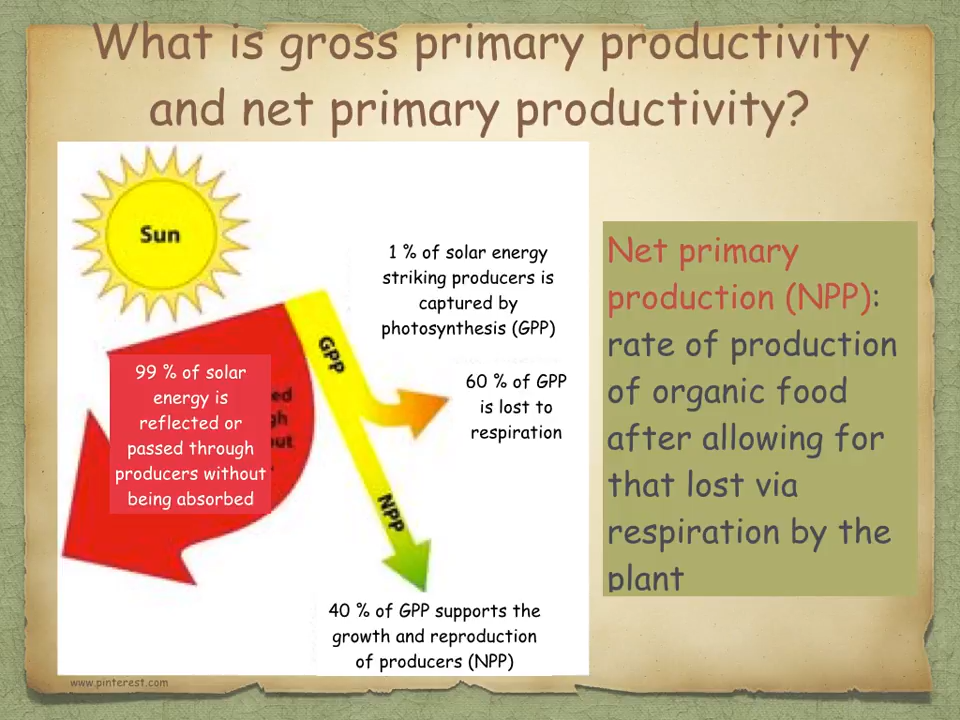 What is gross primary productivity
and net primary productivity?
Sun
1 % of solar energy
striking producers is
captured by
photosynthesis (GPP)
GPP
99 % of solar
energy is
reflected or
passed through
producers without
being absorbed
60 % of GPP
is lost to
respiration
NPP
40 % of GPP supports the
growth and reproduction
of producers (NPP)
Net primary
production (NPP):
rate of production
of organic food
after allowing for
that lost via
respiration by the
plant
www.pinterest.com